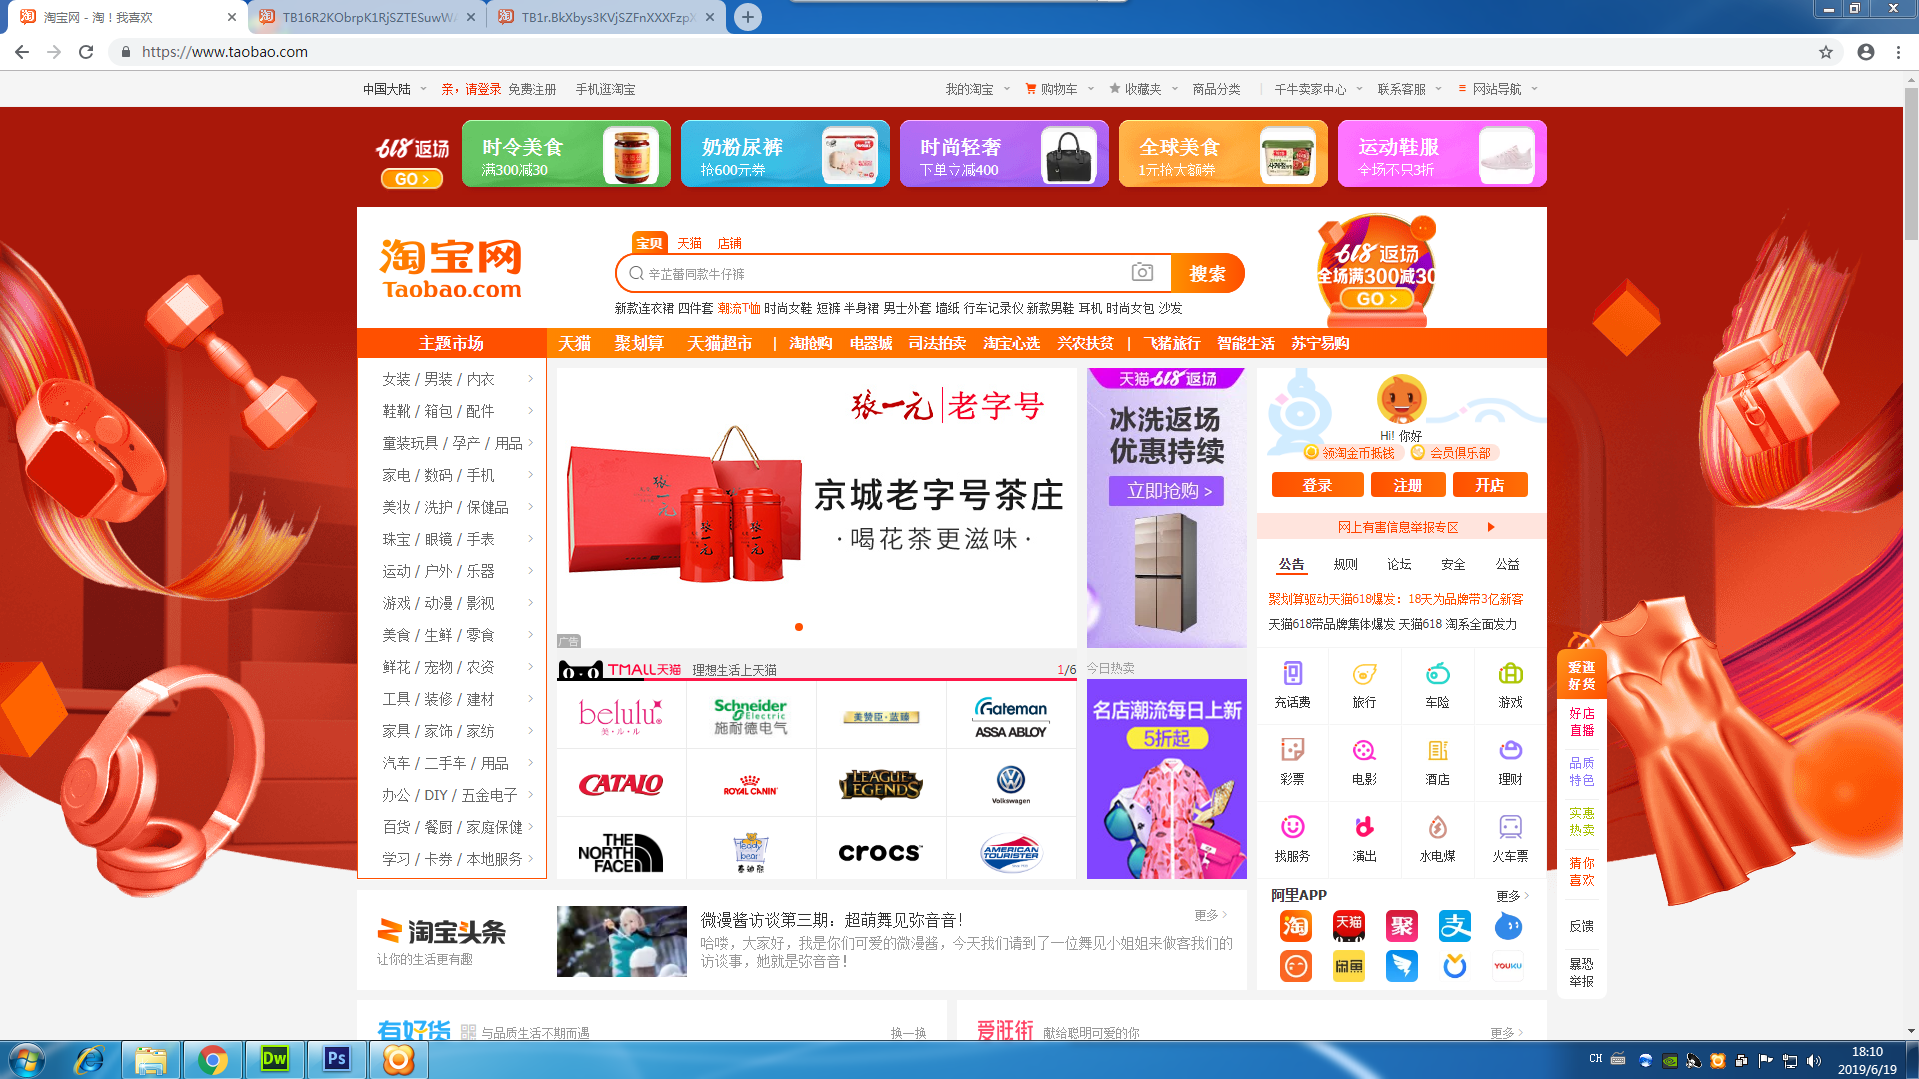 淘宝网 - 淘！我喜欢
TB16R2KObrpK1RjSZTESuwWA
TB1r.BkXbys3KVjSZFnXXXFzpX
https://www.taobao.com
中国大陆 亲，请登录 免费注册 手机逛淘宝
我的淘宝 购物车 收藏夹 商品分类 千牛卖家中心 联系客服 网站导航
618返场
GO >
时令美食
满300减30
奶粉尿裤
抢600元券
时尚轻奢
下单立减400
全球美食
1元抢大额券
运动鞋服
全场不只3折
淘宝网
Taobao.com
宝贝 天猫 店铺
辛芷蕾同款牛仔裤
搜索
新款连衣裙 四件套 潮流T恤 时尚女鞋 短裤 半身裙 男士外套 墙纸 行车记录仪 新款男鞋 耳机 时尚女包 沙发
618返场
全场满300减30
GO >
主题市场
天猫 聚划算 天猫超市 | 淘抢购 电器城 司法拍卖 淘宝心选 兴农扶贫 | 飞猪旅行 智能生活 苏宁易购
女装 / 男装 / 内衣
鞋靴 / 箱包 / 配件
童装玩具 / 孕产 / 用品
家电 / 数码 / 手机
美妆 / 洗护 / 保健品
珠宝 / 眼镜 / 手表
运动 / 户外 / 乐器
游戏 / 动漫 / 影视
美食 / 生鲜 / 零食
鲜花 / 宠物 / 农资
工具 / 装修 / 建材
家具 / 家饰 / 家纺
汽车 / 二手车 / 用品
办公 / DIY / 五金电子
百货 / 餐厨 / 家庭保健
学习 / 卡券 / 本地服务
张一元 老字号
京城老字号茶庄
· 喝花茶更滋味 ·
广告
TMALL天猫 理想生活上天猫
1/6
belulu
美·ル·ル
Schneider
Electric
施耐德电气
美赞臣·蓝臻
Gateman
ASSA ABLOY
CATALO
ROYAL CANIN
LEAGUE OF
LEGENDS
Volkswagen
THE
NORTH
FACE
Teddy
bear
泰迪熊
crocs
AMERICAN
TOURISTER
天猫618返场
冰洗返场
优惠持续
立即抢购 >
今日热卖
名店潮流每日上新
5折起
Hi! 你好
领淘金币抵钱 会员俱乐部
登录 注册 开店
网上有害信息举报专区
公告 规则 论坛 安全 公益
聚划算驱动天猫618爆发：18天为品牌带3亿新客
天猫618带品牌集体爆发 天猫618 淘系全面发力
充话费 旅行 车险 游戏
彩票 电影 酒店 理财
找服务 演出 水电煤 火车票
阿里APP 更多
淘 天猫 聚 支
闲鱼 YOUKU
爱逛
好货
好店
直播
品质
特色
实惠
热卖
猜你
喜欢
反馈
暴恐
举报
淘宝头条
让你的生活更有趣
微漫酱访谈第三期：超萌舞见弥音音！
更多
哈喽，大家好，我是你们可爱的微漫酱，今天我们请到了一位舞见小姐姐来做客我们的
访谈事，她就是弥音音！
有好货 与品质生活不期而遇 换一换
爱逛街 献给聪明可爱的你 更多
Dw
Ps
CH
18:10
2019/6/19